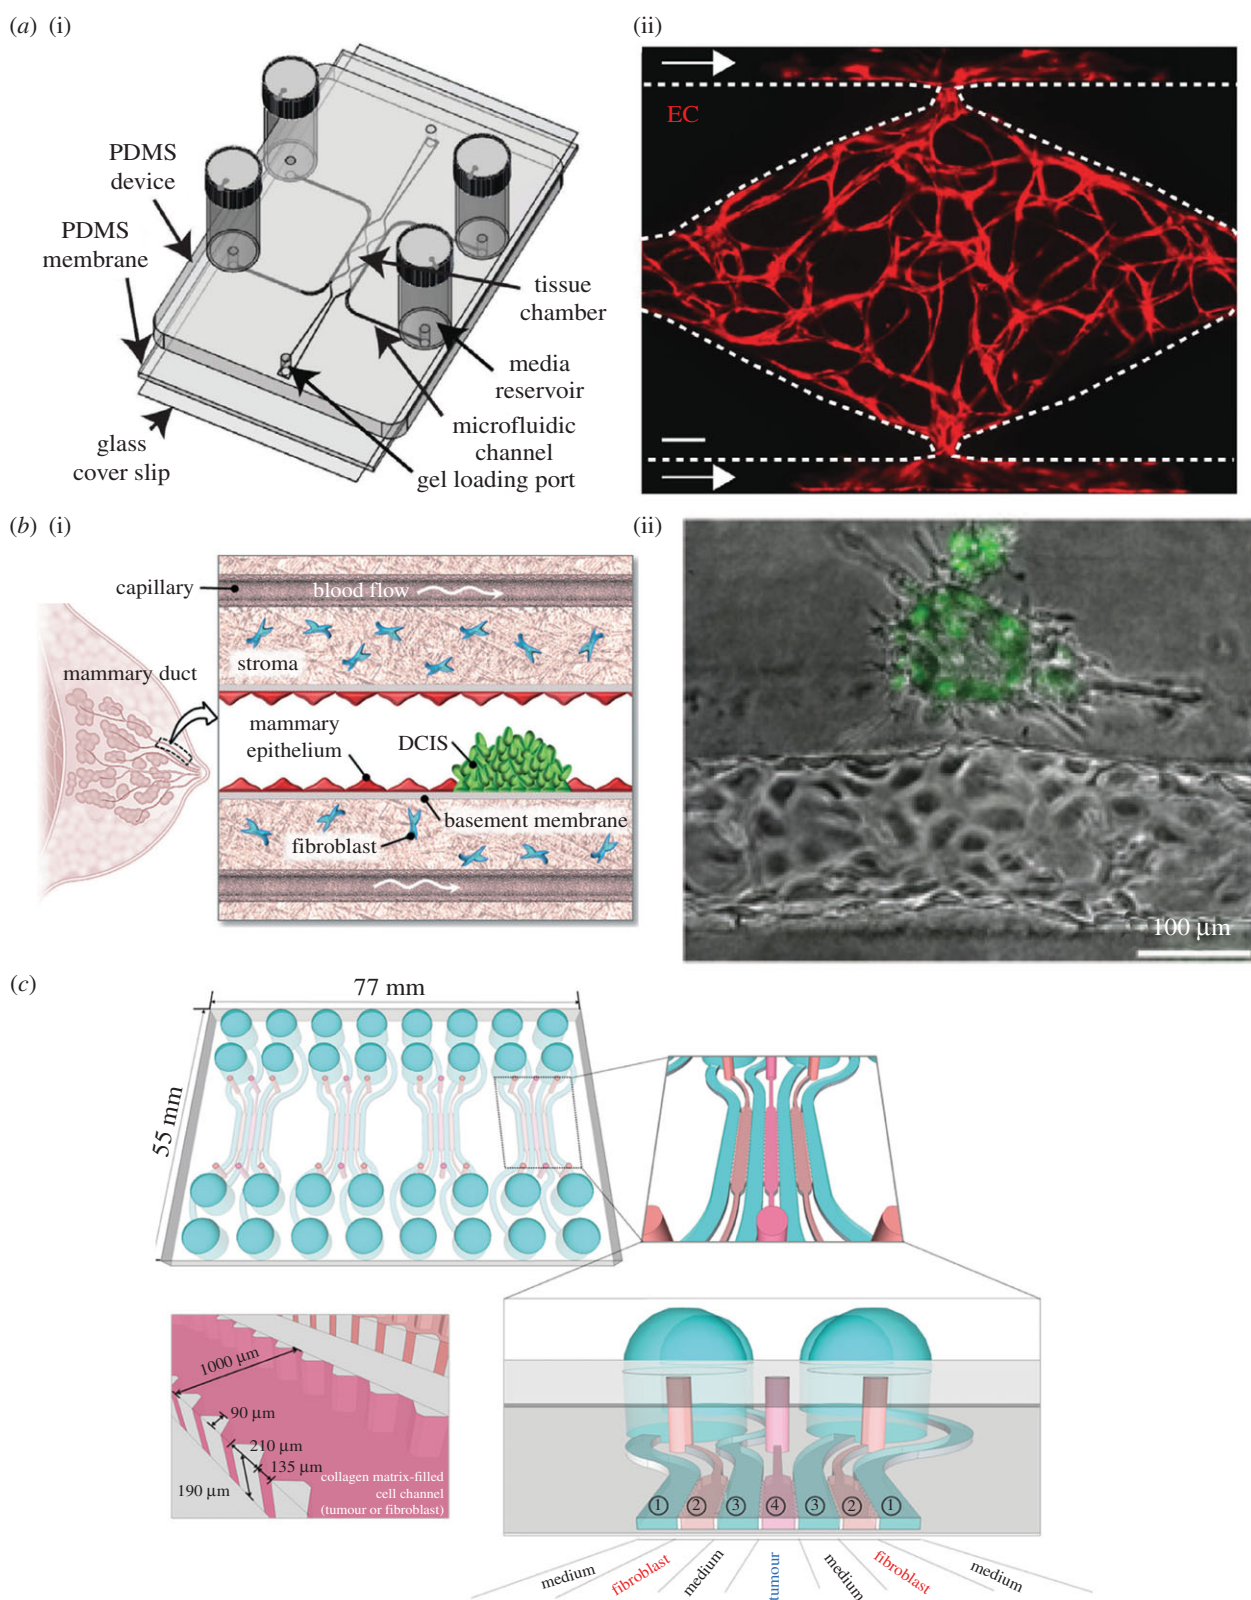 (a) (i)
PDMS
device
PDMS
membrane
glass
cover slip
tissue
chamber
media
reservoir
microfluidic
channel
gel loading port
(ii)
EC
(b) (i)
capillary
blood flow
stroma
mammary duct
mammary
epithelium
DCIS
basement membrane
fibroblast
(ii)
100 µm
(c)
77 mm
55 mm
1000 µm
90 µm
210 µm
135 µm
190 µm
collagen matrix-filled
cell channel
(tumour or fibroblast)
1 2 3 4 3 2 1
medium fibroblast medium tumour medium fibroblast medium